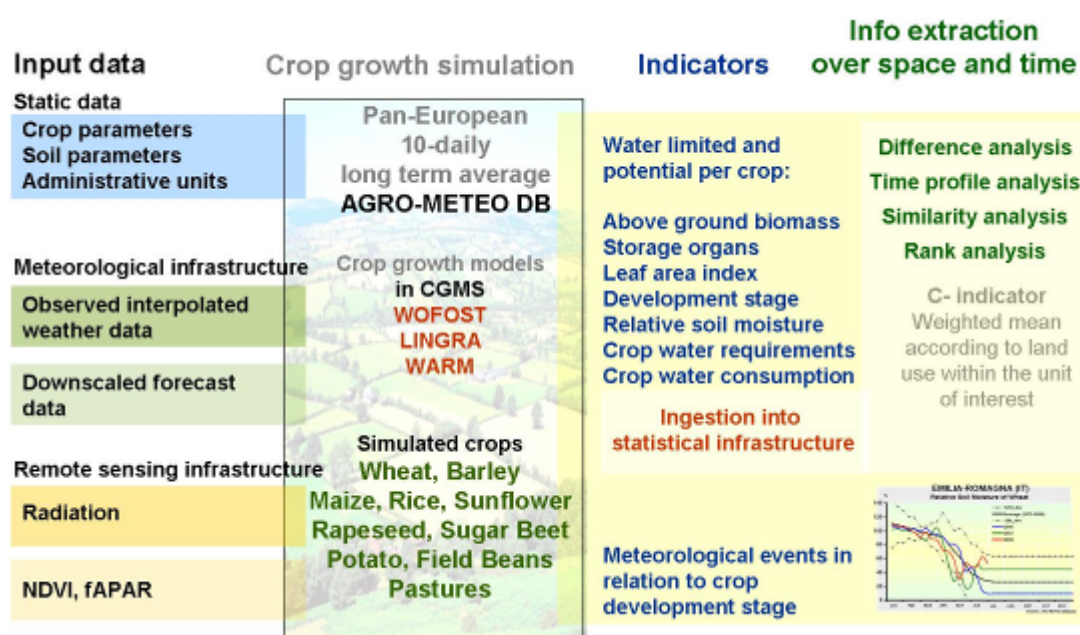 Input data
Static data
Crop parameters
Soil parameters
Administrative units
Meteorological infrastructure
Observed interpolated
weather data
Downscaled forecast
data
Remote sensing infrastructure
Radiation
NDVI, fAPAR
Crop growth simulation
Pan-European
10-daily
long term average
AGRO-METEO DB
Crop growth models
in CGMS
WOFOST
LINGRA
WARM
Simulated crops
Wheat, Barley
Maize, Rice, Sunflower
Rapeseed, Sugar Beet
Potato, Field Beans
Pastures
Indicators
Water limited and
potential per crop:
Above ground biomass
Storage organs
Leaf area index
Development stage
Relative soil moisture
Crop water requirements
Crop water consumption
Ingestion into
statistical infrastructure
Meteorological events in
relation to crop
development stage
Info extraction
over space and time
Difference analysis
Time profile analysis
Similarity analysis
Rank analysis
C- indicator
Weighted mean
according to land
use within the unit
of interest
EMILIA-ROMAGNA (IT)
Relative Soil Moisture of Wheat